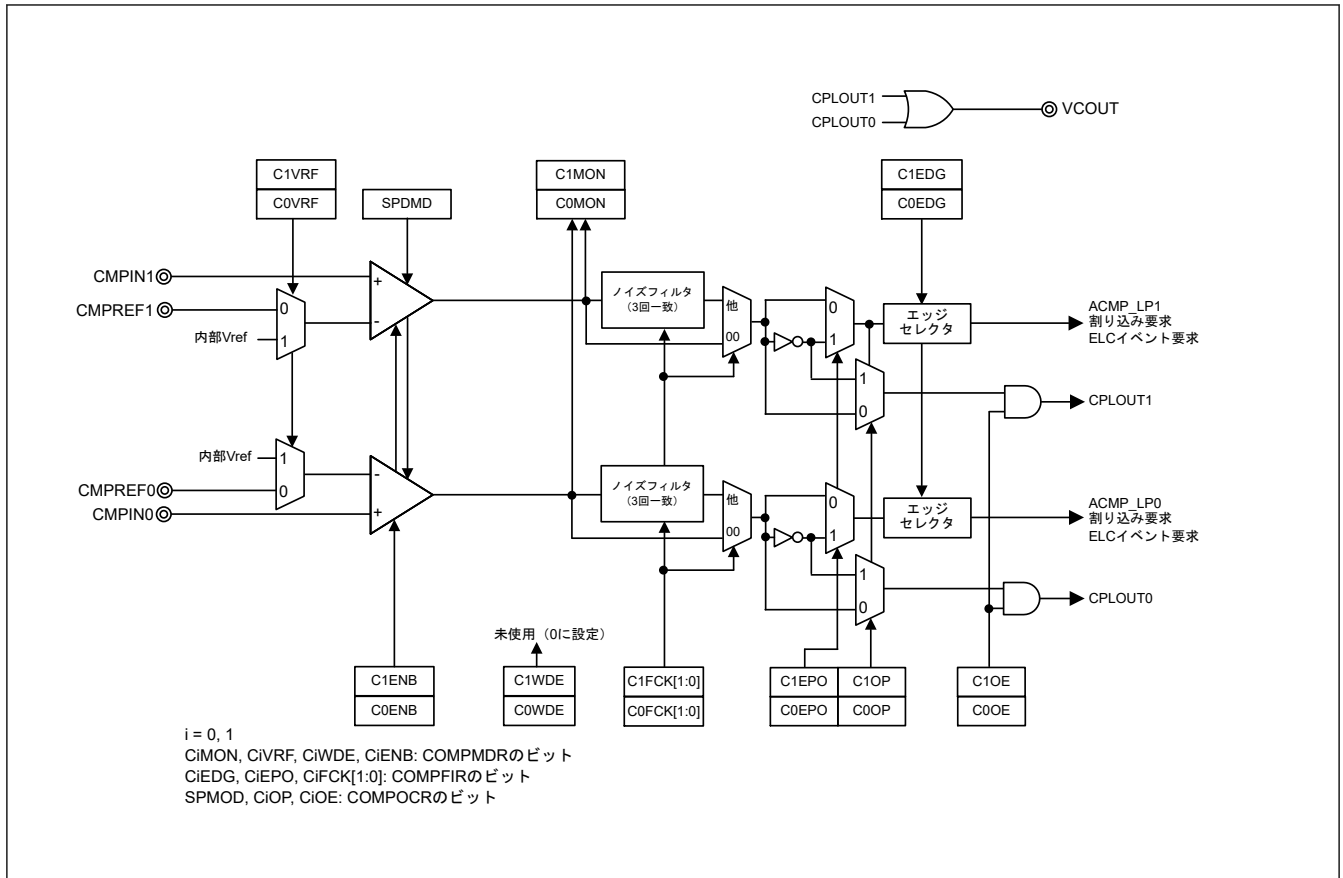 CPLOUT1
CPLOUT0
VCOUT
C1VRF
C0VRF
SPDMD
C1MON
C0MON
C1EDG
C0EDG
CMPIN1
CMPREF1
内部Vref
0
1
+
-
ノイズフィルタ
(3回一致)
他
00
0
1
1
0
エッジ
セレクタ
ACMP_LP1
割り込み要求
ELCイベント要求
CPLOUT1
内部Vref
CMPREF0
CMPIN0
1
0
-
+
ノイズフィルタ
(3回一致)
他
00
0
1
1
0
エッジ
セレクタ
ACMP_LP0
割り込み要求
ELCイベント要求
CPLOUT0
未使用（0に設定）
C1ENB
C0ENB
C1WDE
C0WDE
C1FCK[1:0]
C0FCK[1:0]
C1EPO
C0EPO
C1OP
C0OP
C1OE
C0OE
i = 0, 1
CiMON, CiVRF, CiWDE, CiENB: COMPMDRのビット
CiEDG, CiEPO, CiFCK[1:0]: COMPFIRのビット
SPMOD, CiOP, CiOE: COMPOCRのビット